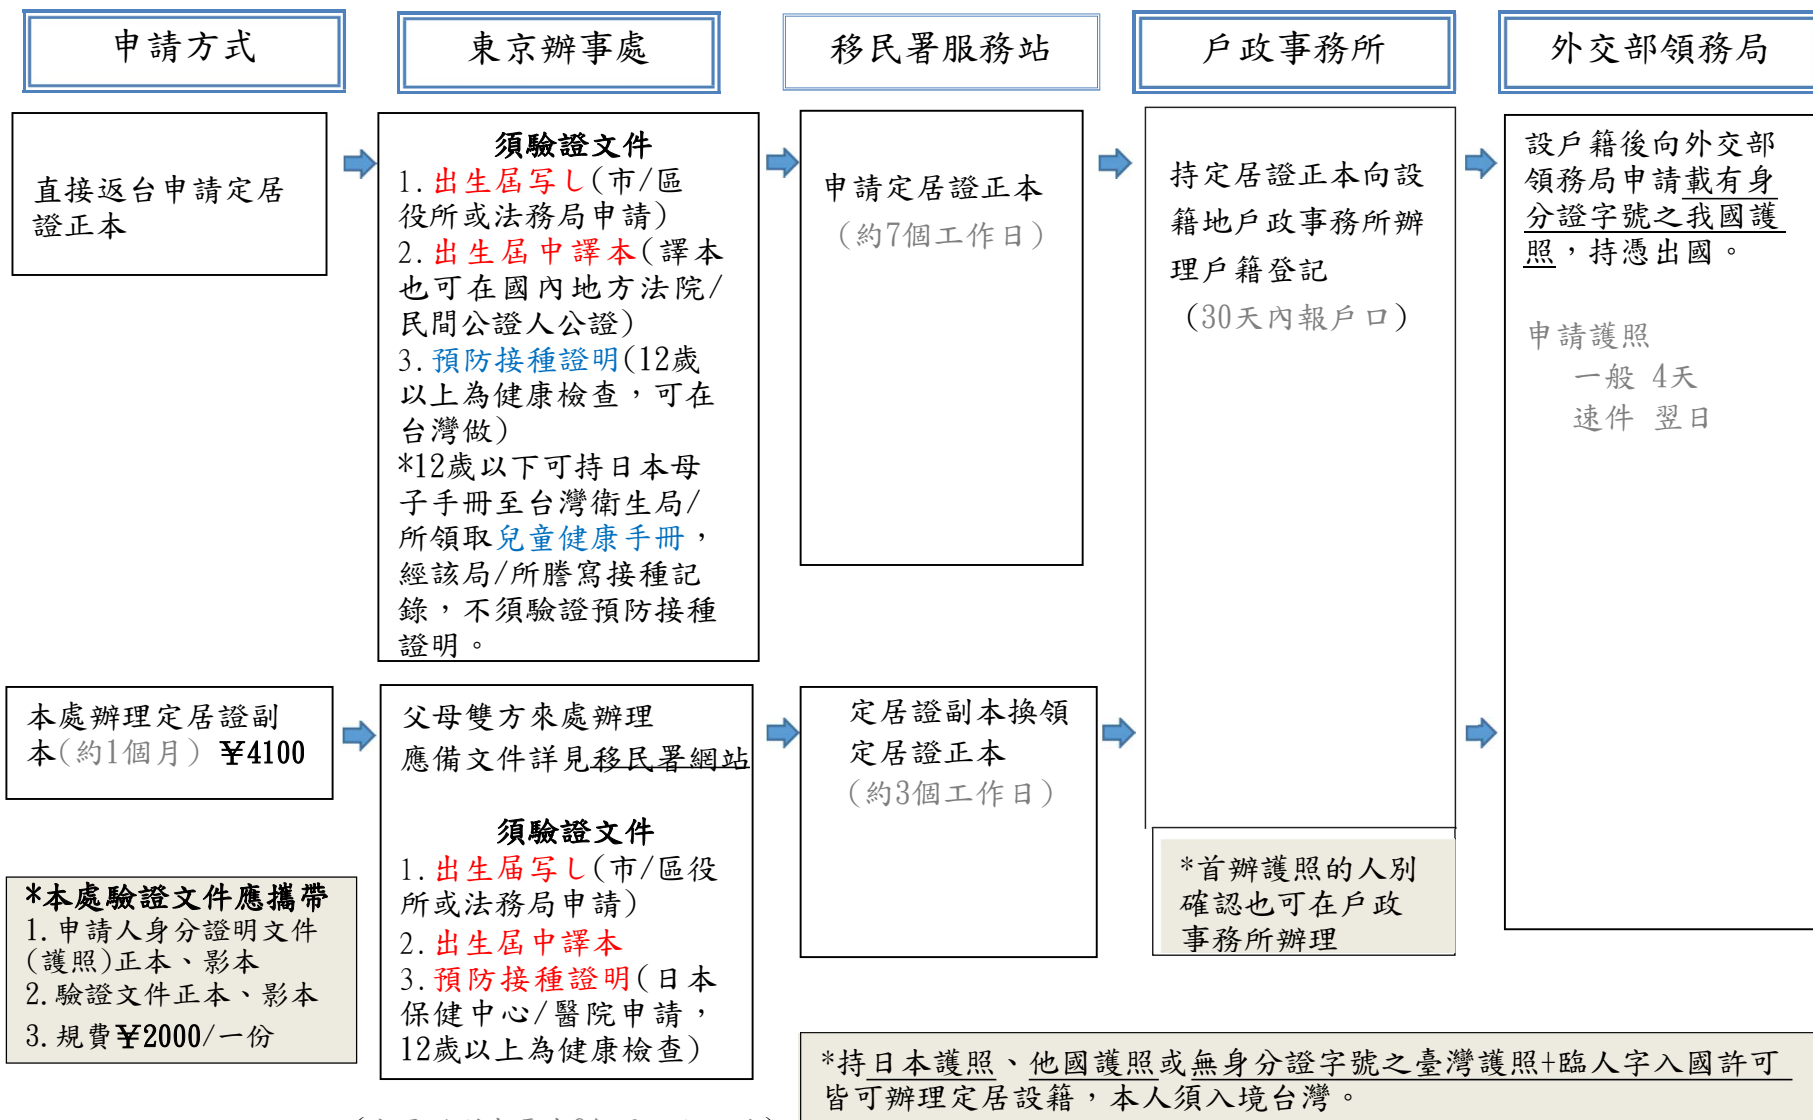 申請方式
東京辦事處
移民署服務站
戶政事務所
外交部領務局
直接返台申請定居
證正本
須驗證文件
1.出生屆写し(市/區
役所或法務局申請)
2.出生屆中譯本(譯本
也可在國內地方法院/
民間公證人公證)
3.預防接種證明(12歲
以上為健康檢查，可在
台灣做)
*12歲以下可持日本母
子手冊至台灣衛生局/
所領取兒童健康手冊，
經該局/所謄寫接種記
錄，不須驗證預防接種
證明。
申請定居證正本
(約7個工作日)
持定居證正本向設
籍地戶政事務所辦
理戶籍登記
(30天內報戶口)
設戶籍後向外交部
領務局申請載有身
分證字號之我國護
照，持憑出國。
申請護照
一般 4天
速件 翌日
本處辦理定居證副
本(約1個月) ¥4100
父母雙方來處辦理
應備文件詳見移民署網站
須驗證文件
1.出生届写し(市/區役
所或法務局申請)
2.出生屆中譯本
3.預防接種證明(日本
保健中心/醫院申請，
12歲以上為健康檢查)
定居證副本換領
定居證正本
(約3個工作日)
*首辦護照的人別
確認也可在戶政
事務所辦理
*本處驗證文件應攜帶
1.申請人身分證明文件
(護照)正本、影本
2.驗證文件正本、影本
3.規費¥2000/一份
*持日本護照、他國護照或無身分證字號之臺灣護照+臨人字入國許可
皆可辦理定居設籍，本人須入境台灣。